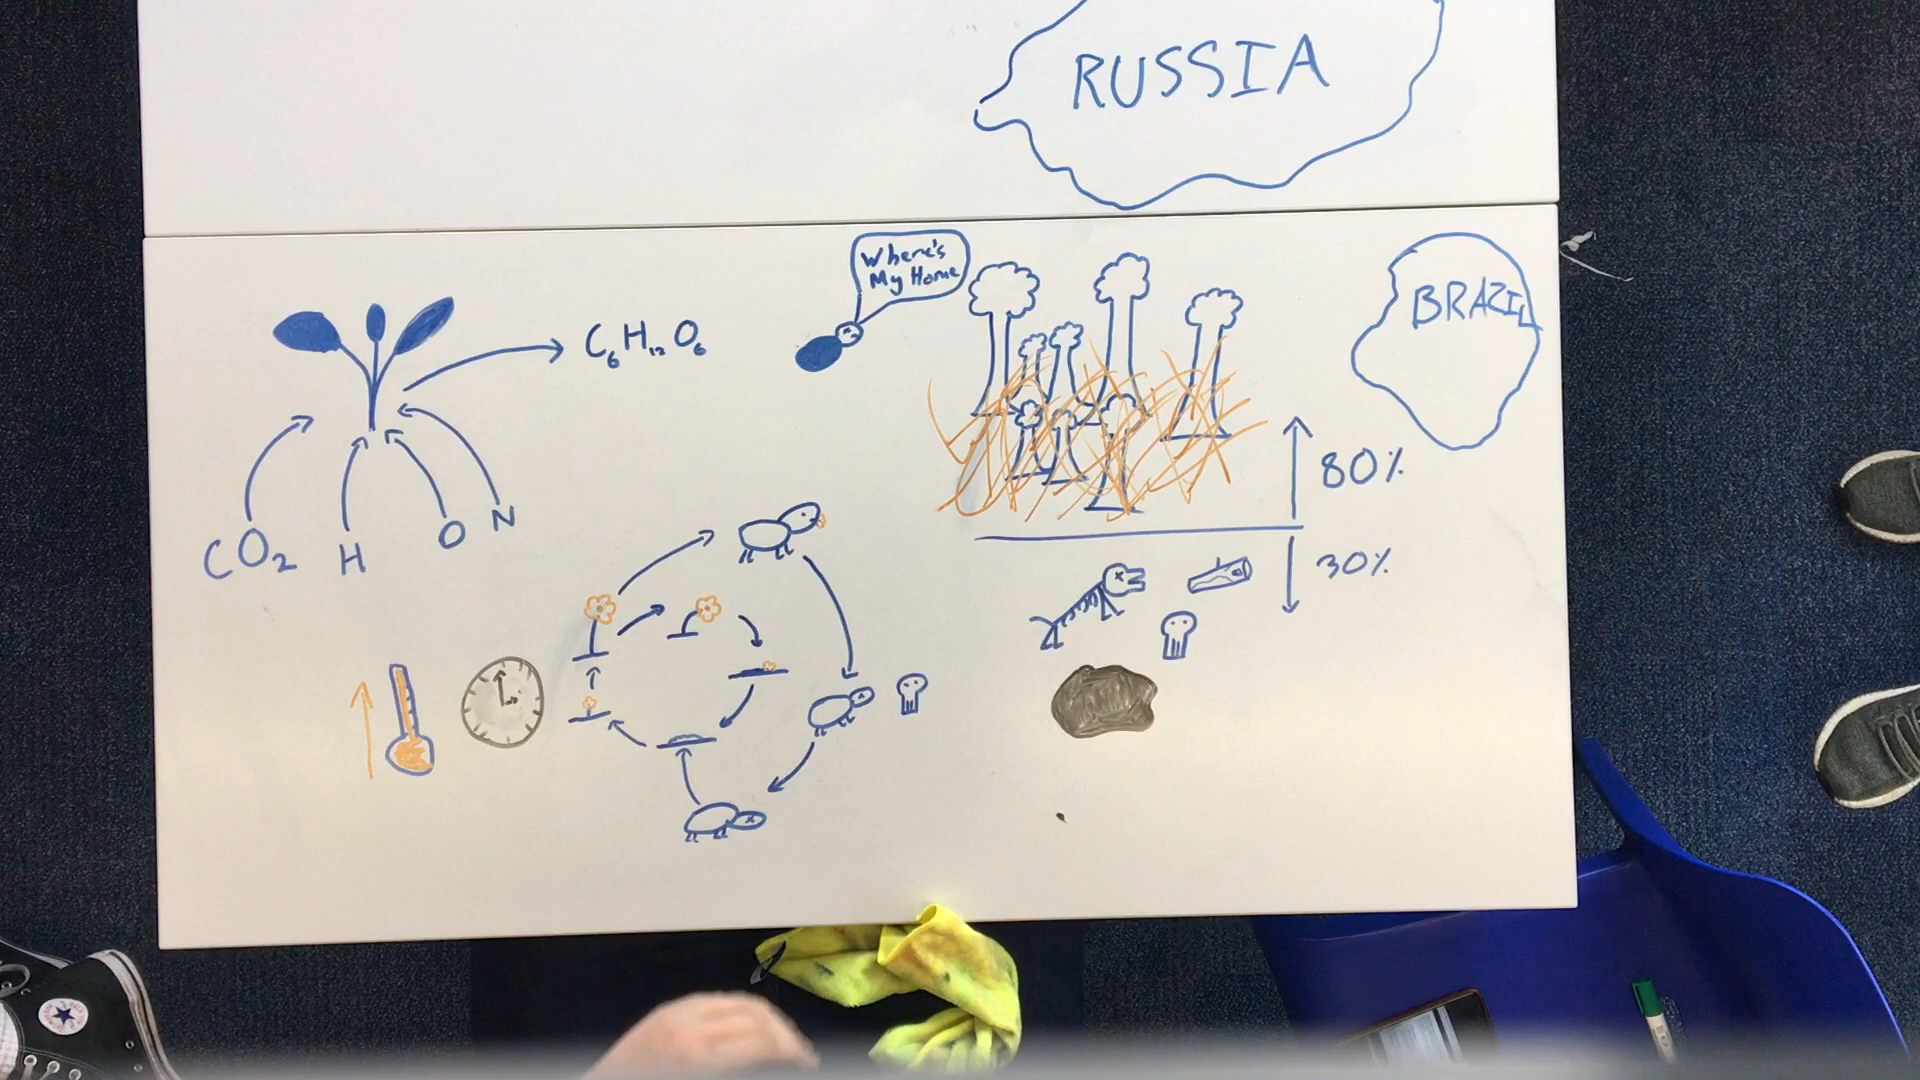 RUSSIA
Where's
My Home
BRAZIL
C₆H₁₂O₆
80%
CO₂
H
O
N
30%